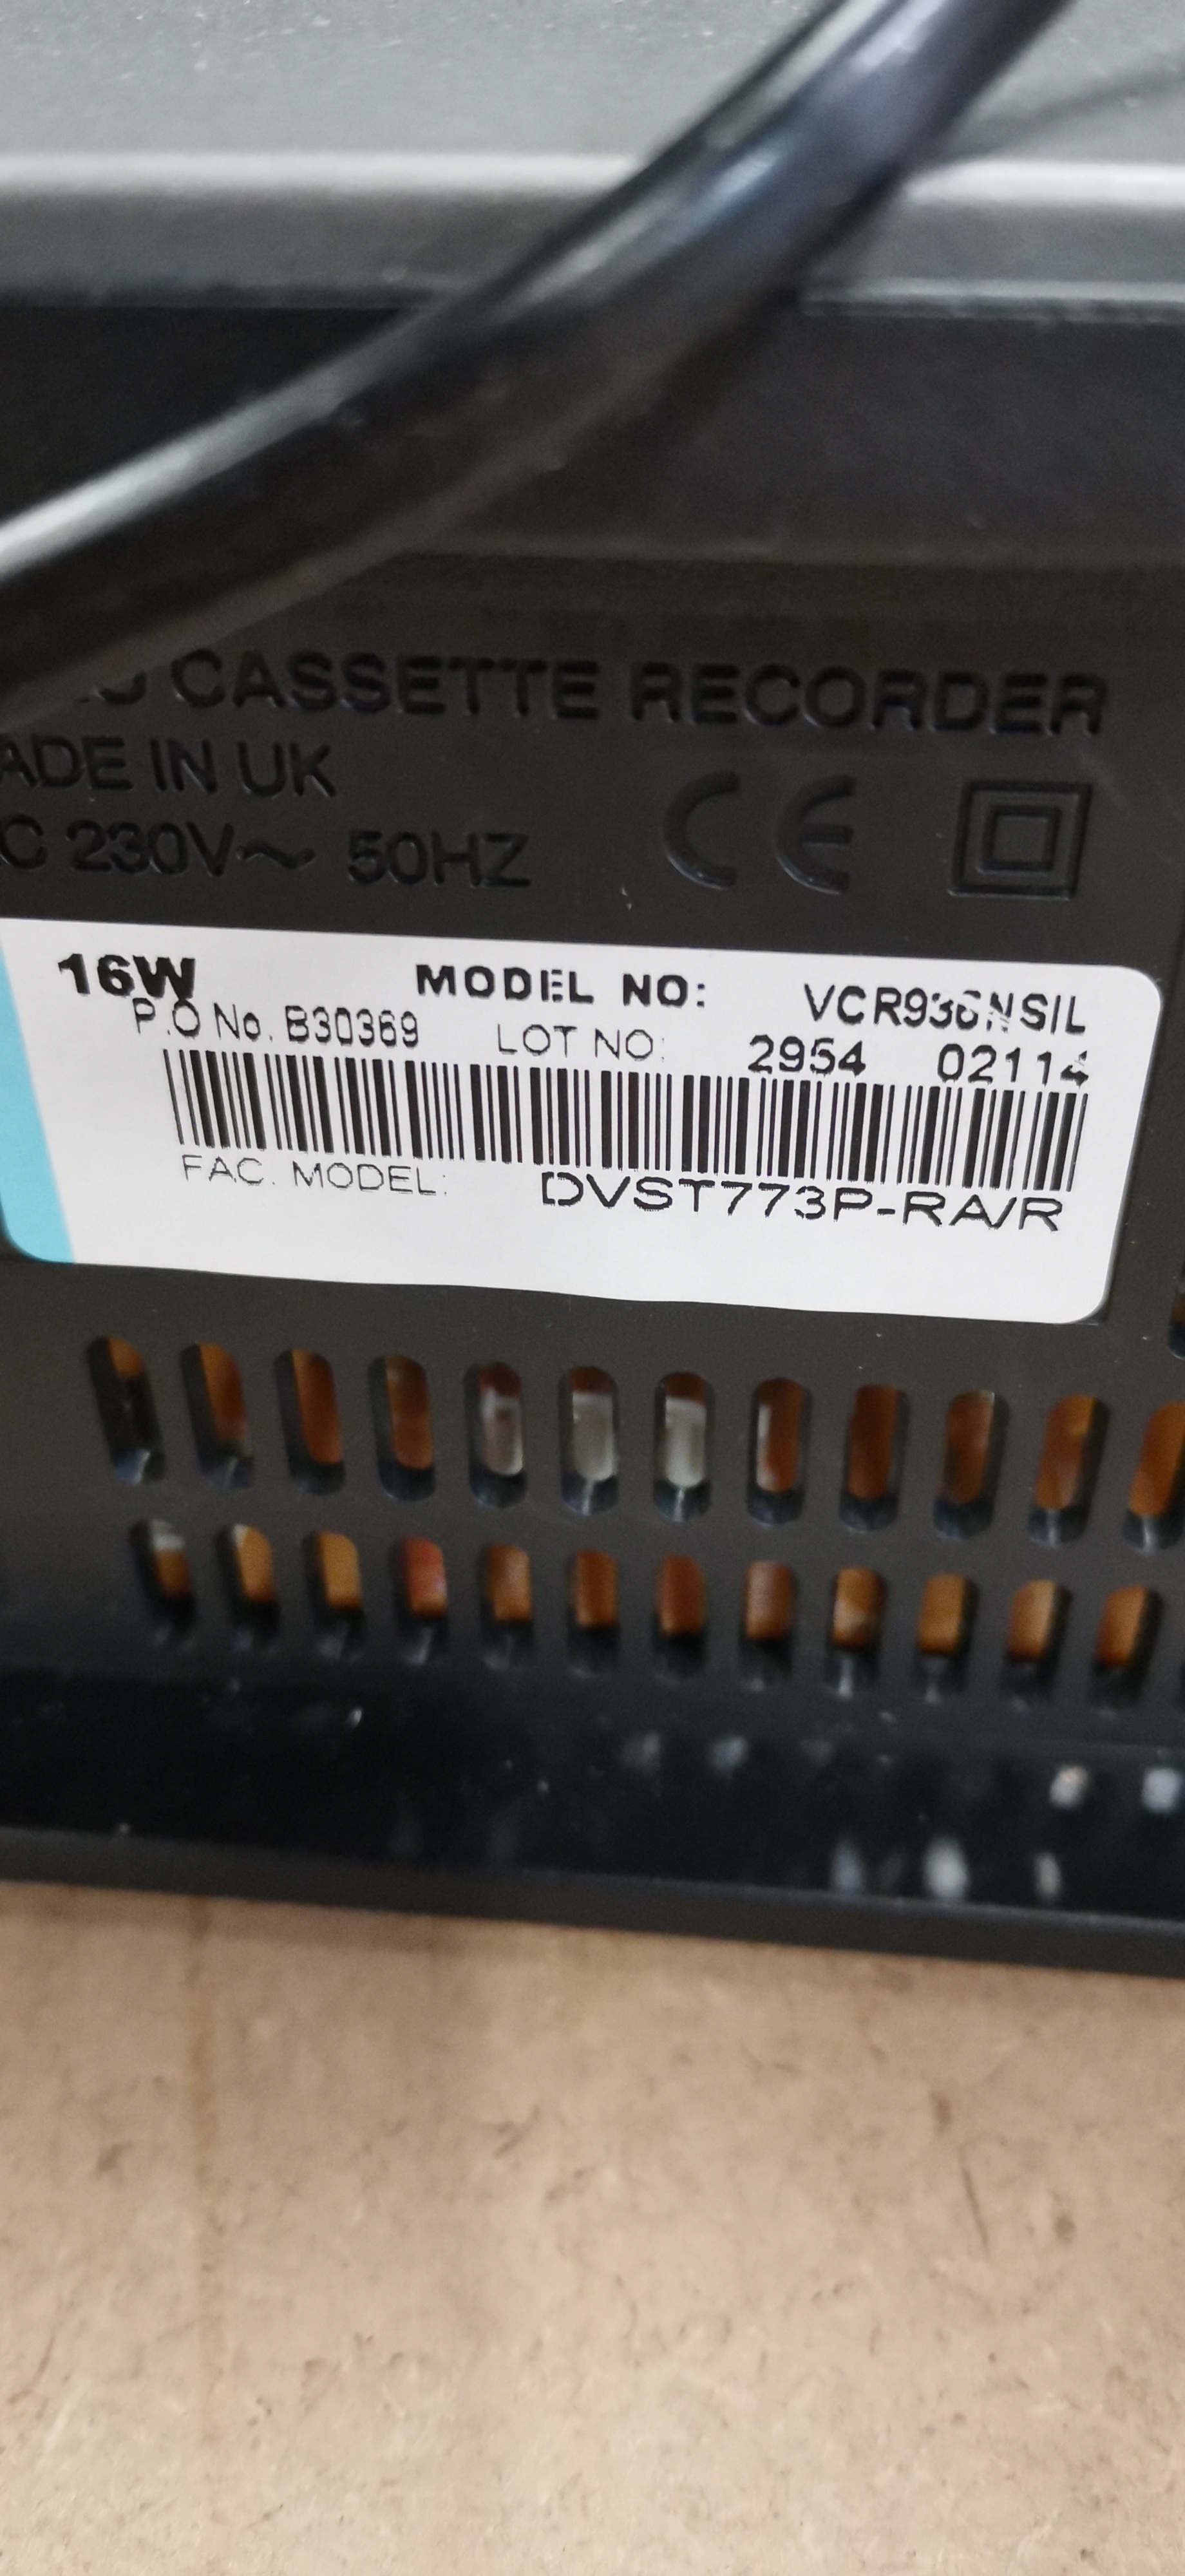 CASSETTE RECORDER
ADE IN UK
C 230V~ 50HZ
CE
16W MODEL NO: VCR936NSIL
P.O No. B30369 LOT NO: 2954 02114
FAC. MODEL: DVST773P-RA/R